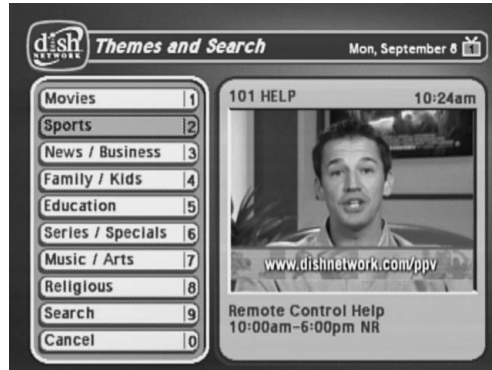 dish
NETWORK
Themes and Search
Mon, September 8
1
Movies 1
Sports 2
News / Business 3
Family / Kids 4
Education 5
Series / Specials 6
Music / Arts 7
Religious 8
Search 9
Cancel 0
101 HELP 10:24am
www.dishnetwork.com/ppv
Remote Control Help
10:00am-6:00pm NR